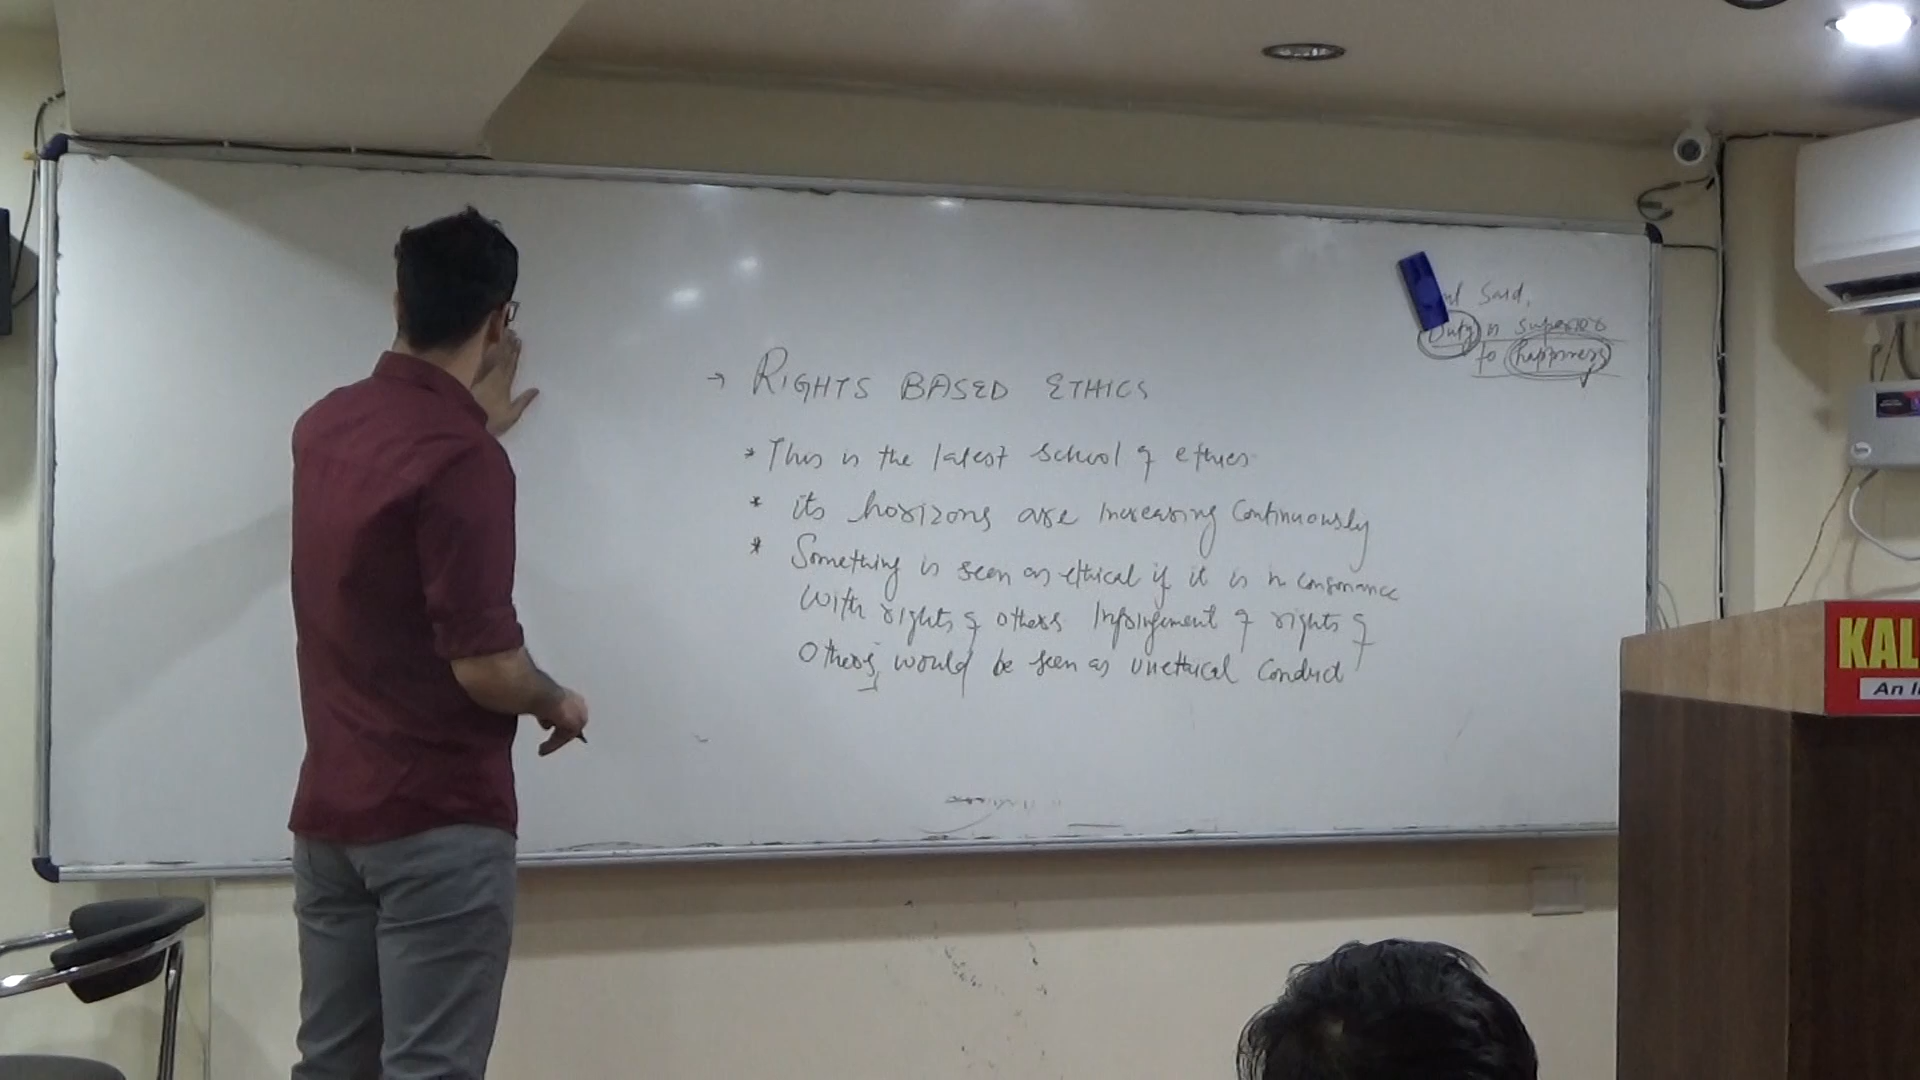 said,
Duty is superior
to happiness
→ RIGHTS BASED ETHICS
* This is the latest school of ethics
* its horizons are increasing continuously
* Something is seen as ethical if it is in consonance
with rights of others Infringement of rights of
others, would be seen as unethical conduct
KAL
An I